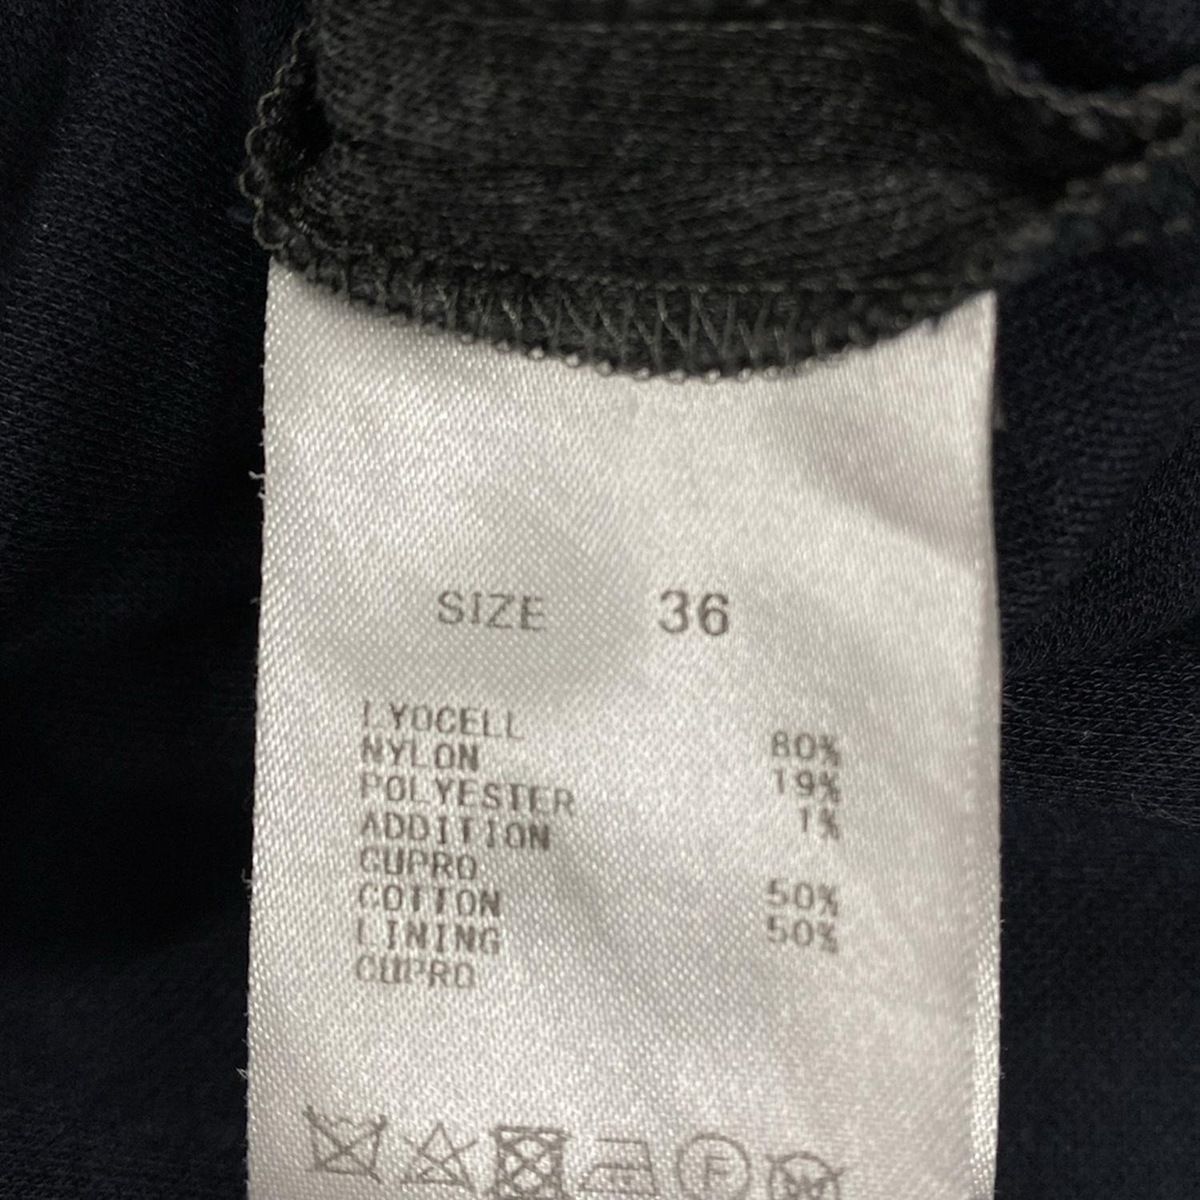 SIZE 36
LYOCELL 80%
NYLON 19%
POLYESTER 1%
ADDITION
CUPRO 50%
COTTON 50%
LINING
CUPRO
F